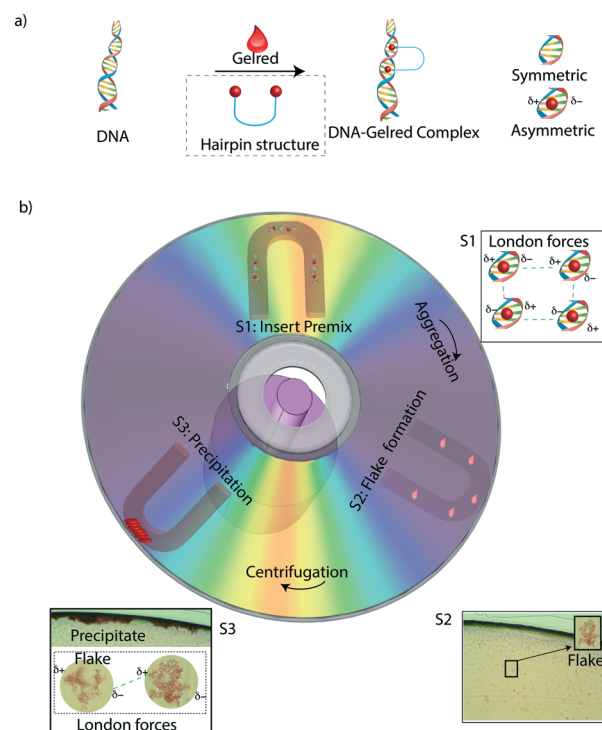 a)
Gelred
DNA
Hairpin structure
DNA-Gelred Complex
Symmetric
δ+ δ−
Asymmetric
b)
S1
London forces
δ+ δ− δ+ δ−
δ− δ+ δ− δ+
S1: Insert Premix
Aggregation
S3: Precipitation
S2: Flake formation
Centrifugation
S3
Precipitate
Flake
δ+ δ− δ+ δ−
London forces
S2
Flake